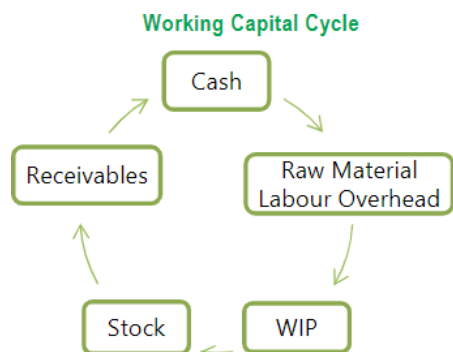 Working Capital Cycle
Cash
Raw Material
Labour Overhead
WIP
Stock
Receivables